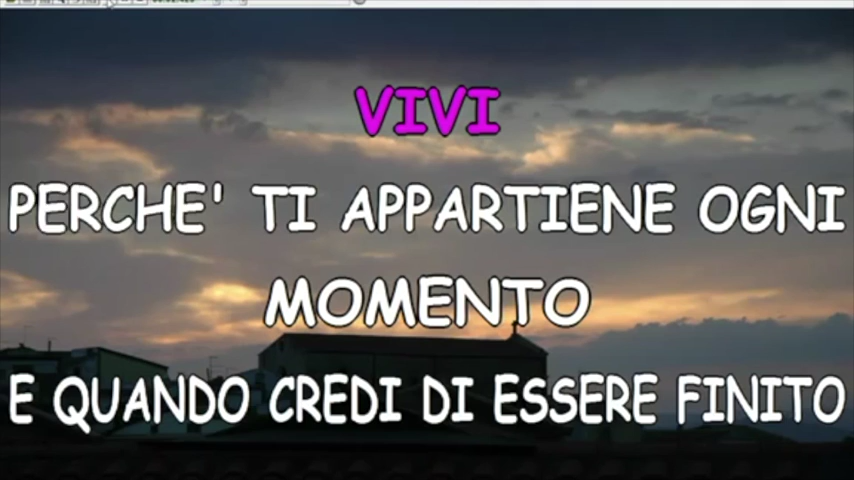 VIVI
PERCHE' TI APPARTIENE OGNI
MOMENTO
E QUANDO CREDI DI ESSERE FINITO